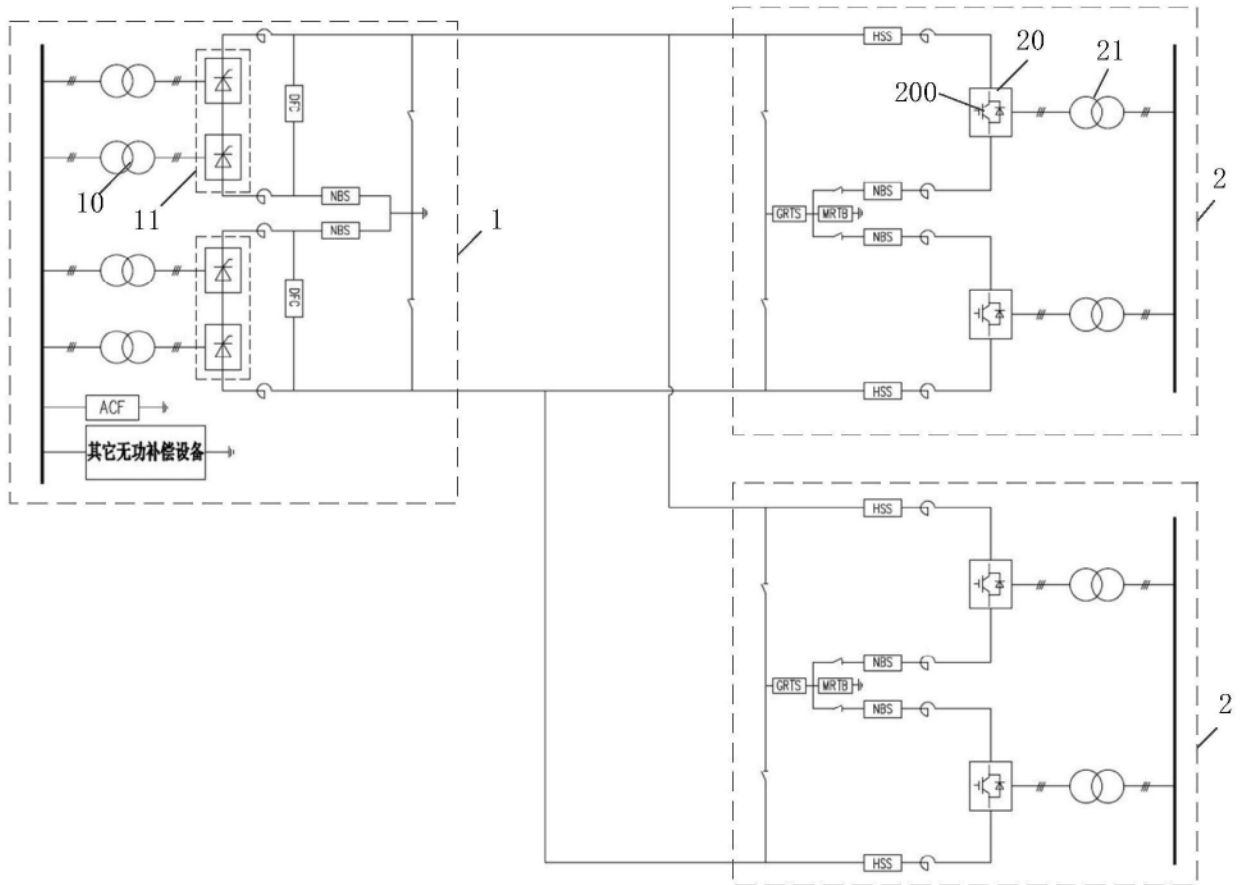 HSS
20
21
200
DFC
10
11
NBS
NBS
1
DFC
ACF
其它无功补偿设备
NBS
GRTS
MRTB
NBS
2
HSS
HSS
NBS
GRTS
MRTB
NBS
2
HSS